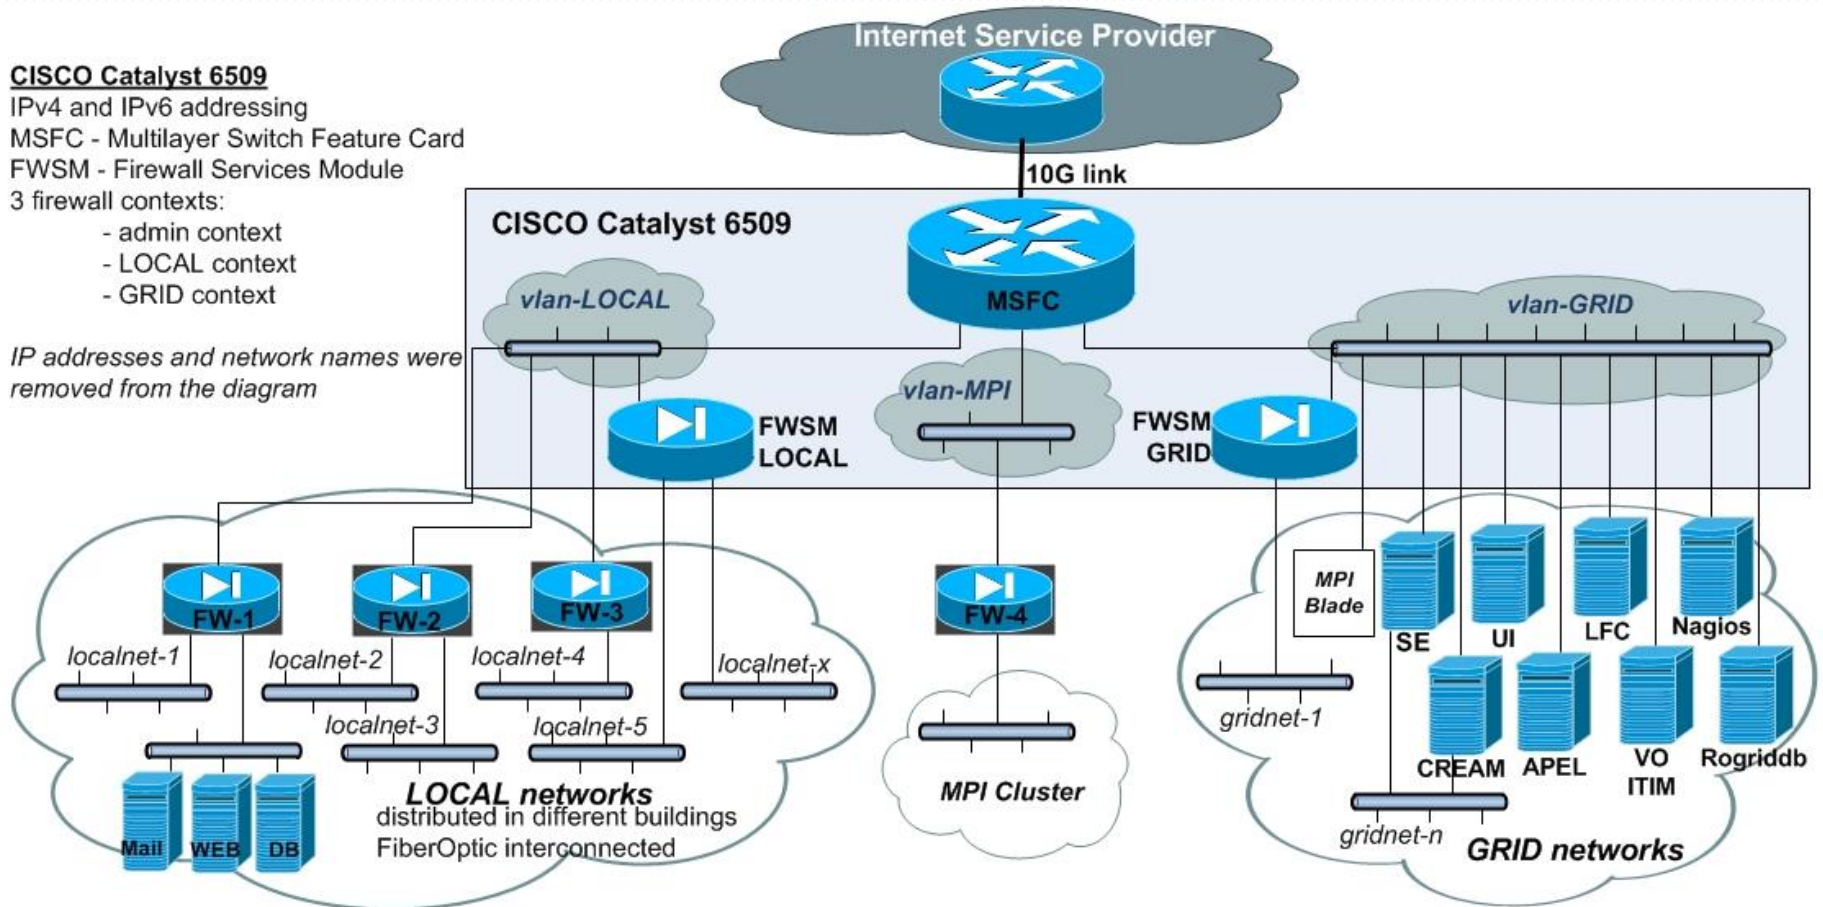 Internet Service Provider
CISCO Catalyst 6509
IPv4 and IPv6 addressing
MSFC - Multilayer Switch Feature Card
FWSM - Firewall Services Module
3 firewall contexts:
- admin context
- LOCAL context
- GRID context
IP addresses and network names were
removed from the diagram
10G link
CISCO Catalyst 6509
MSFC
vlan-LOCAL
vlan-GRID
vlan-MPI
FWSM
LOCAL
FWSM
GRID
FW-1
FW-2
FW-3
FW-4
localnet-1
localnet-2
localnet-4
localnet-x
localnet-3
localnet-5
LOCAL networks
distributed in different buildings
FiberOptic interconnected
Mail
WEB
DB
MPI Cluster
MPI
Blade
SE
UI
LFC
Nagios
gridnet-1
CREAM
APEL
VO
ITIM
Rogriddb
gridnet-n
GRID networks